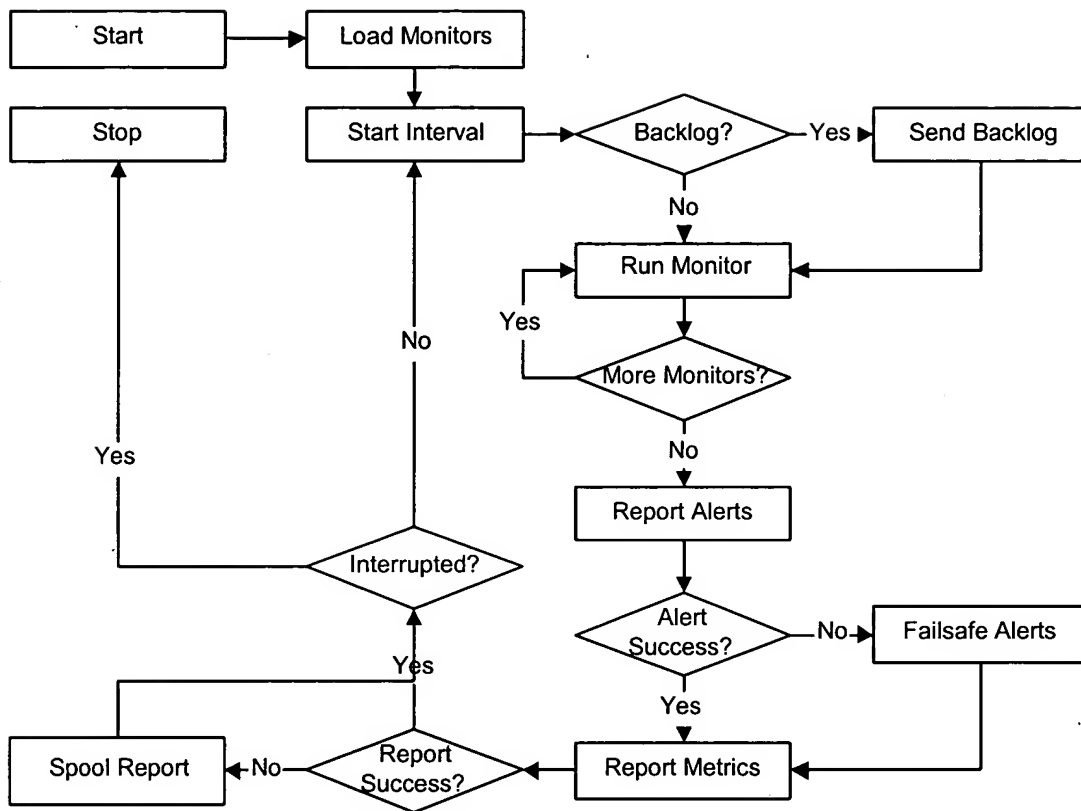 Start
Load Monitors
Stop
Start Interval
Backlog?
Yes
Send Backlog
No
Run Monitor
Yes
No
More Monitors?
Yes
No
Report Alerts
Interrupted?
Alert
Success?
No
Failsafe Alerts
Yes
Yes
Spool Report
No
Report
Success?
Report Metrics